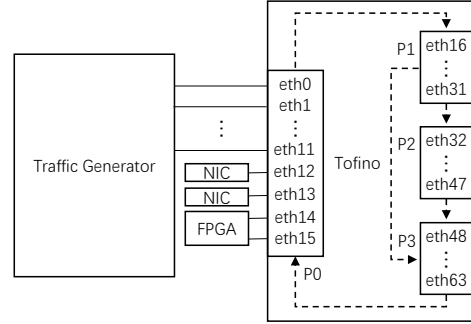 Traffic Generator
eth0
eth1
⋮
eth11
eth12
eth13
eth14
eth15
NIC
NIC
FPGA
Tofino
P0
P1
eth16
⋮
eth31
P2
eth32
⋮
eth47
P3
eth48
⋮
eth63